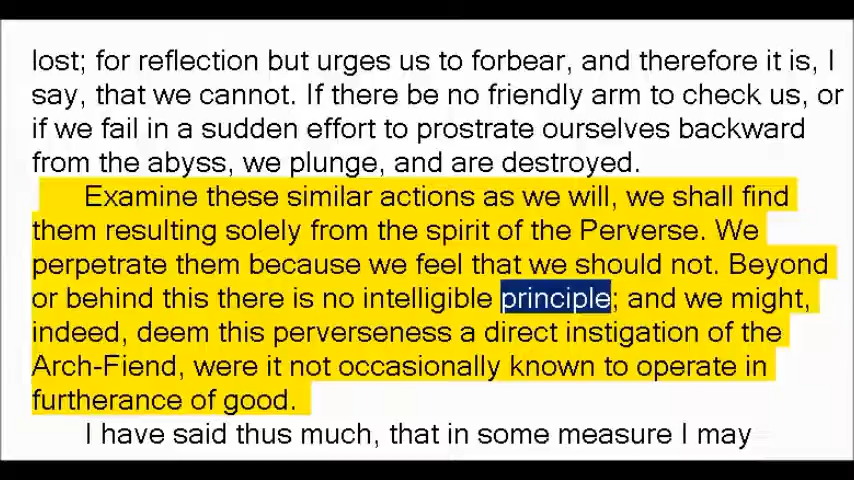 lost; for reflection but urges us to forbear, and therefore it is, I
say, that we cannot. If there be no friendly arm to check us, or
if we fail in a sudden effort to prostrate ourselves backward
from the abyss, we plunge, and are destroyed.
Examine these similar actions as we will, we shall find
them resulting solely from the spirit of the Perverse. We
perpetrate them because we feel that we should not. Beyond
or behind this there is no intelligible principle; and we might,
indeed, deem this perverseness a direct instigation of the
Arch-Fiend, were it not occasionally known to operate in
furtherance of good.
I have said thus much, that in some measure I may